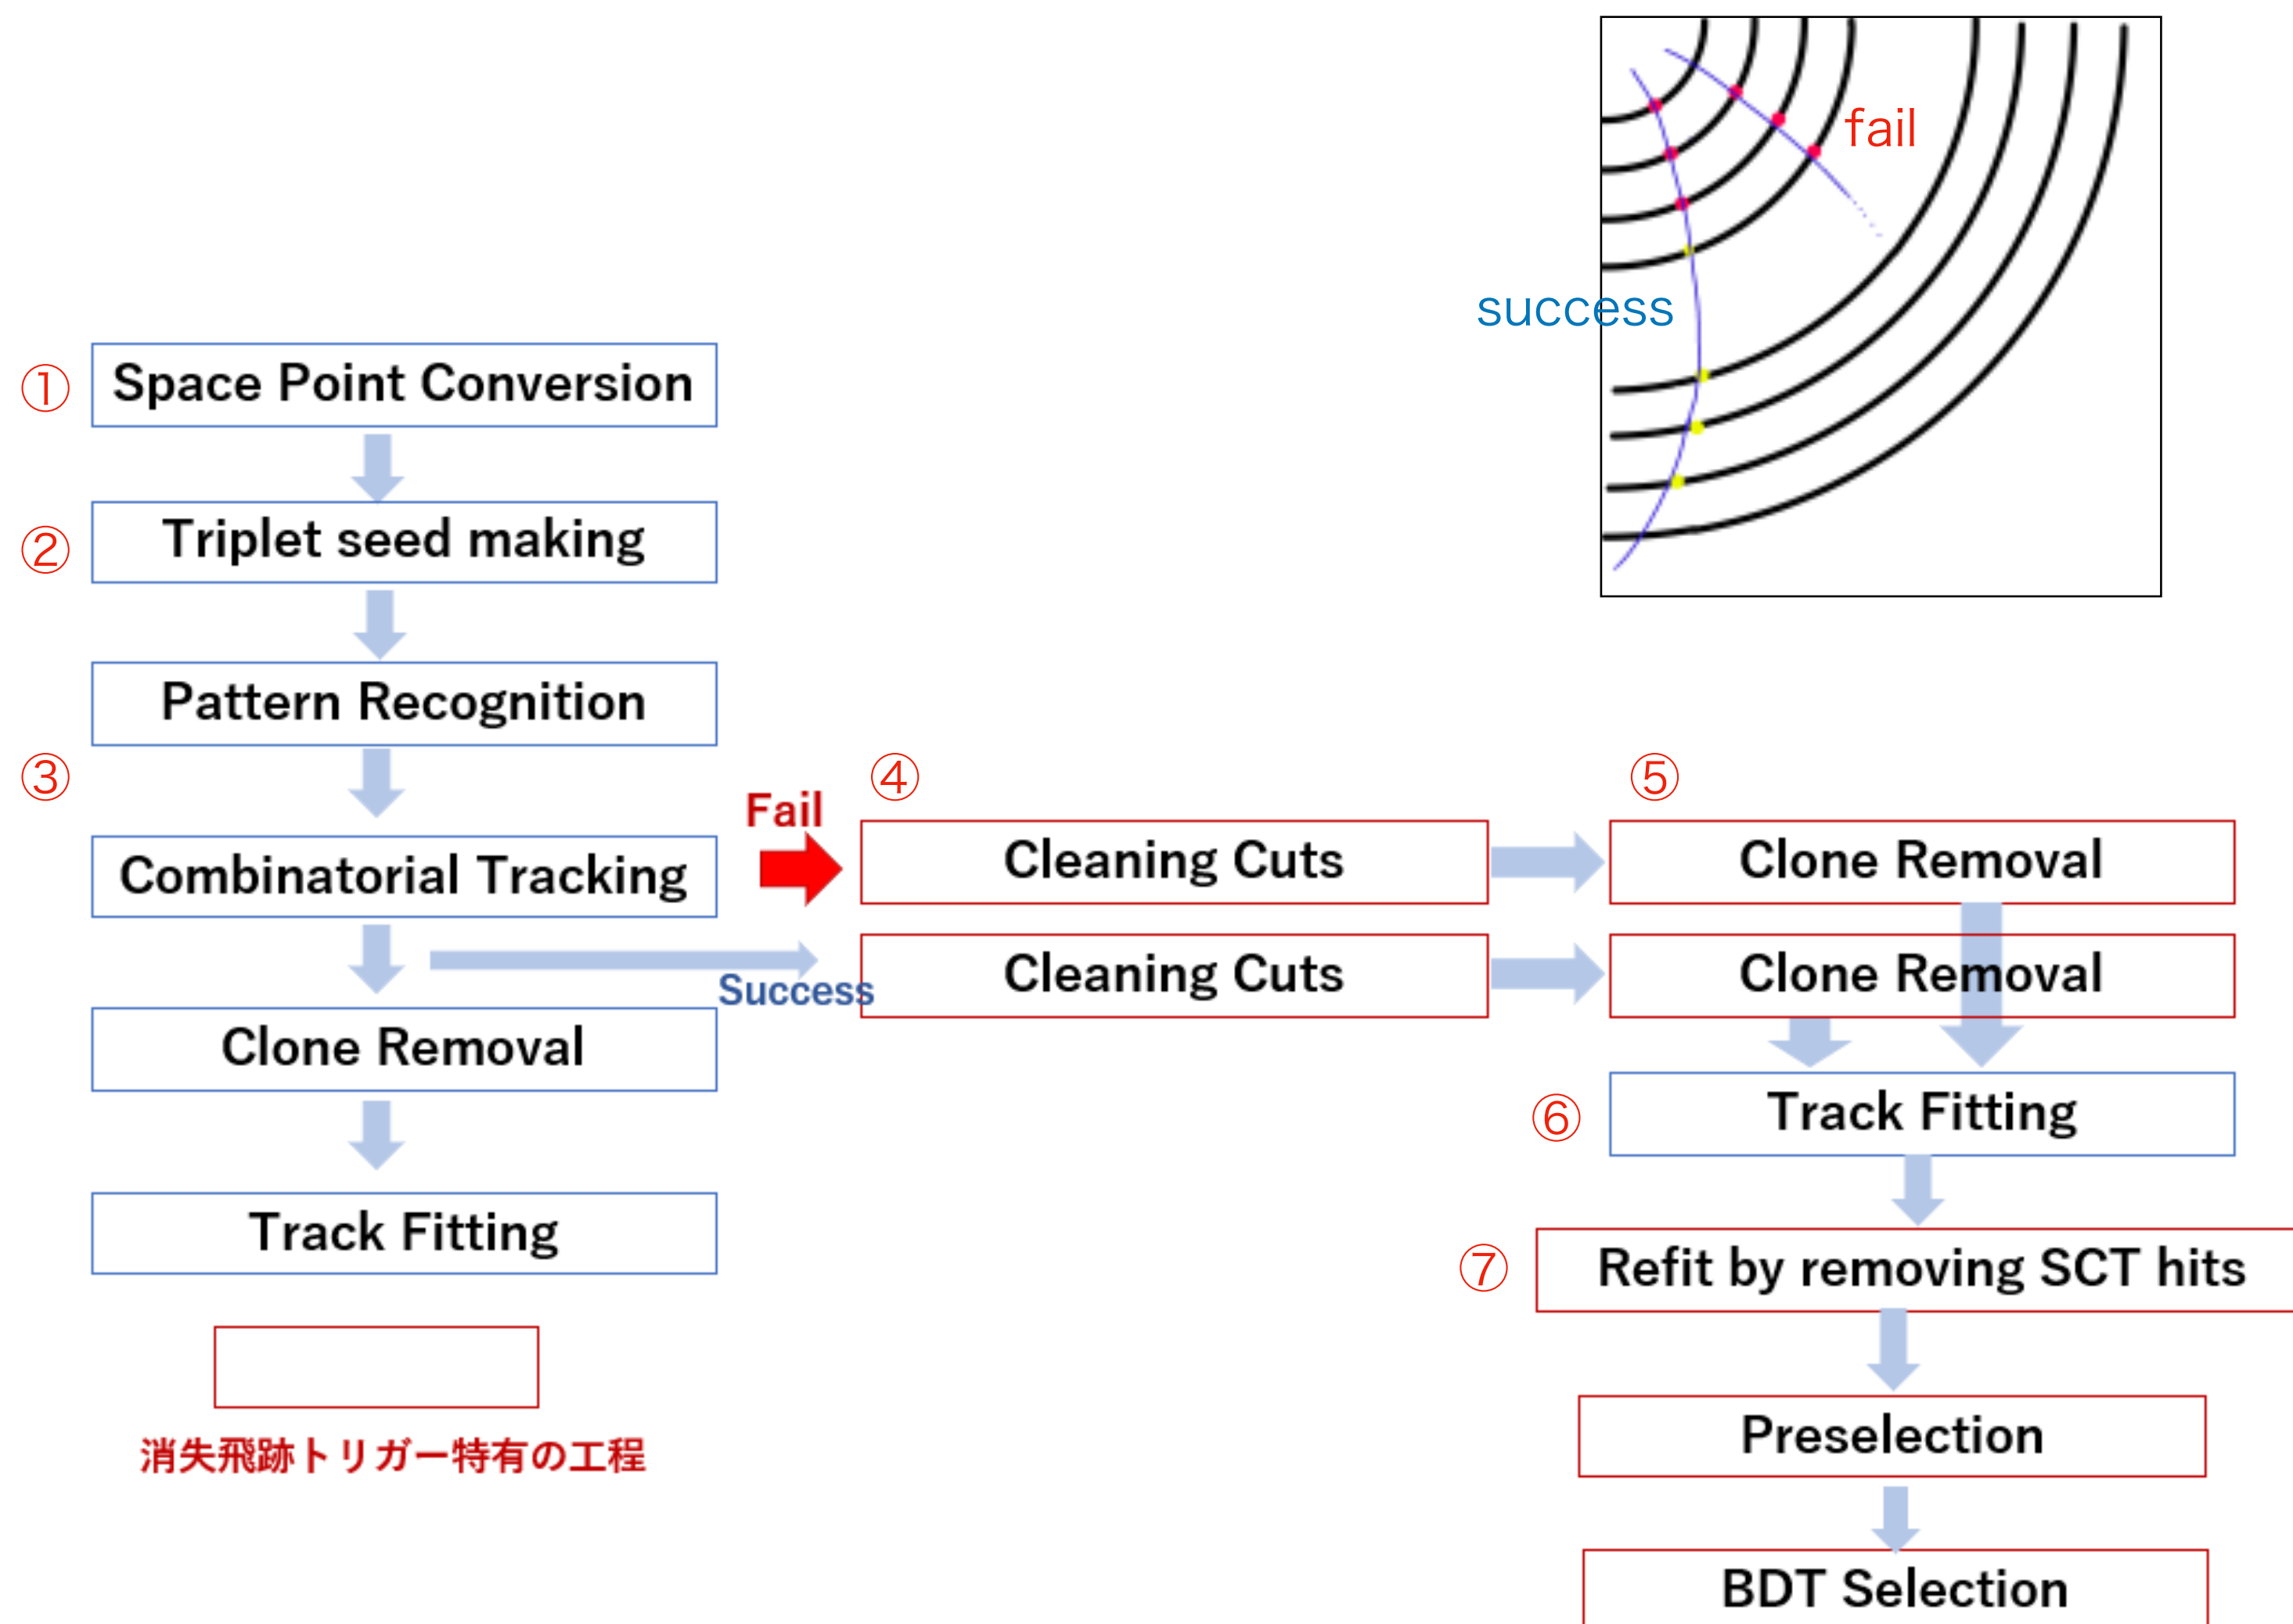 fail
success
① Space Point Conversion
② Triplet seed making
Pattern Recognition
③
Combinatorial Tracking
Clone Removal
Track Fitting
消失飛跡トリガー特有の工程
Fail
Success
④
Cleaning Cuts
Cleaning Cuts
⑤
Clone Removal
Clone Removal
⑥ Track Fitting
⑦ Refit by removing SCT hits
Preselection
BDT Selection